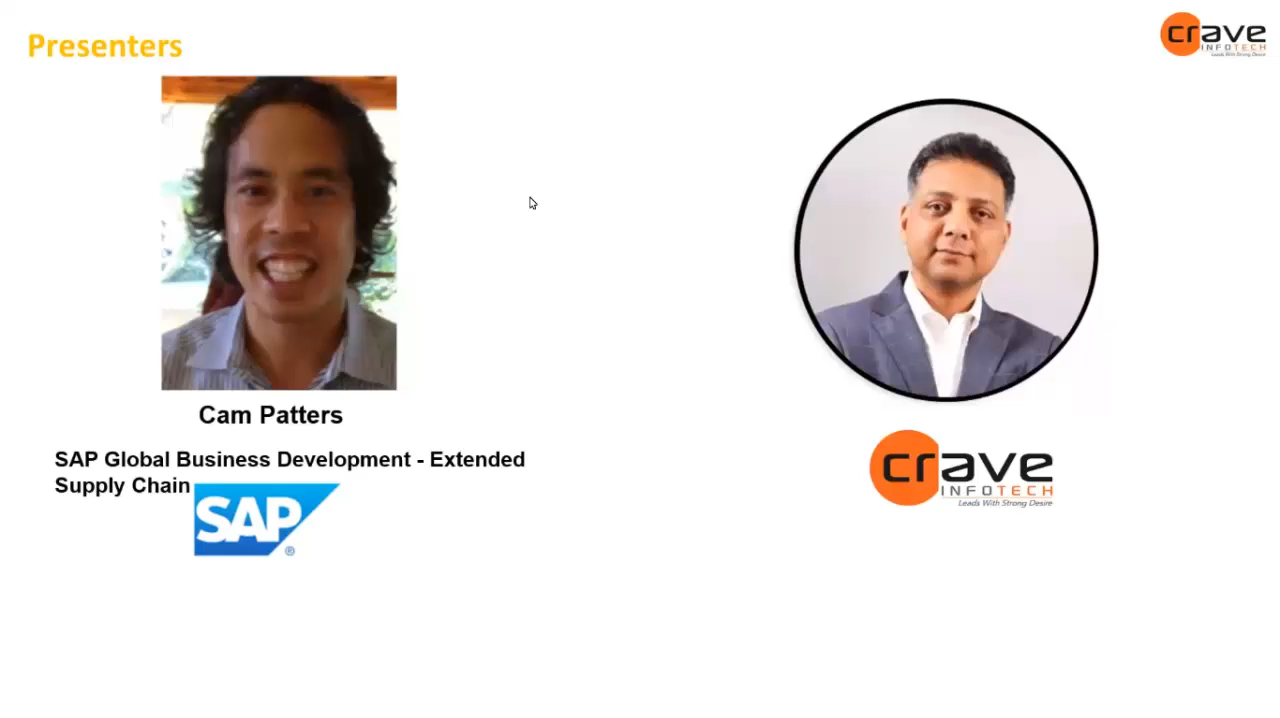 Presenters
crave
INFOTECH
Leads With Strong Desire
Cam Patters
SAP Global Business Development - Extended
Supply Chain
SAP
®
crave
INFOTECH
Leads With Strong Desire